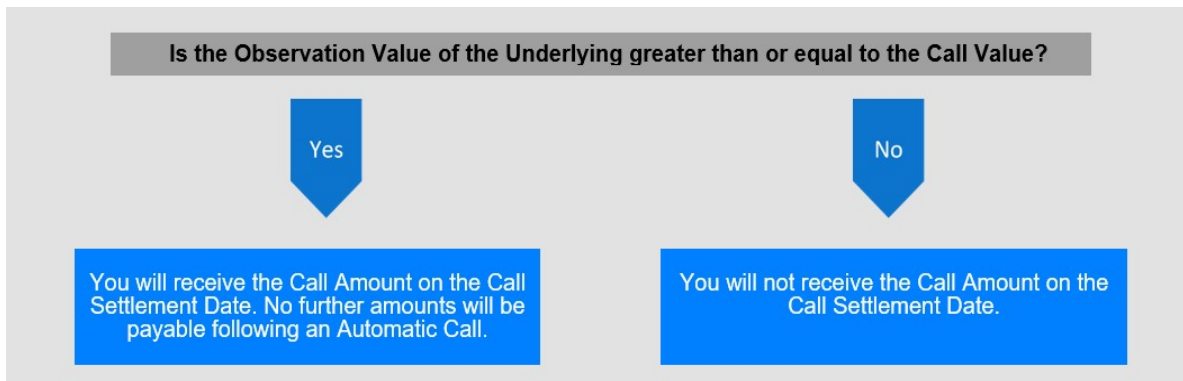 Is the Observation Value of the Underlying greater than or equal to the Call Value?
Yes
No
You will receive the Call Amount on the Call
Settlement Date. No further amounts will be
payable following an Automatic Call.
You will not receive the Call Amount on the
Call Settlement Date.